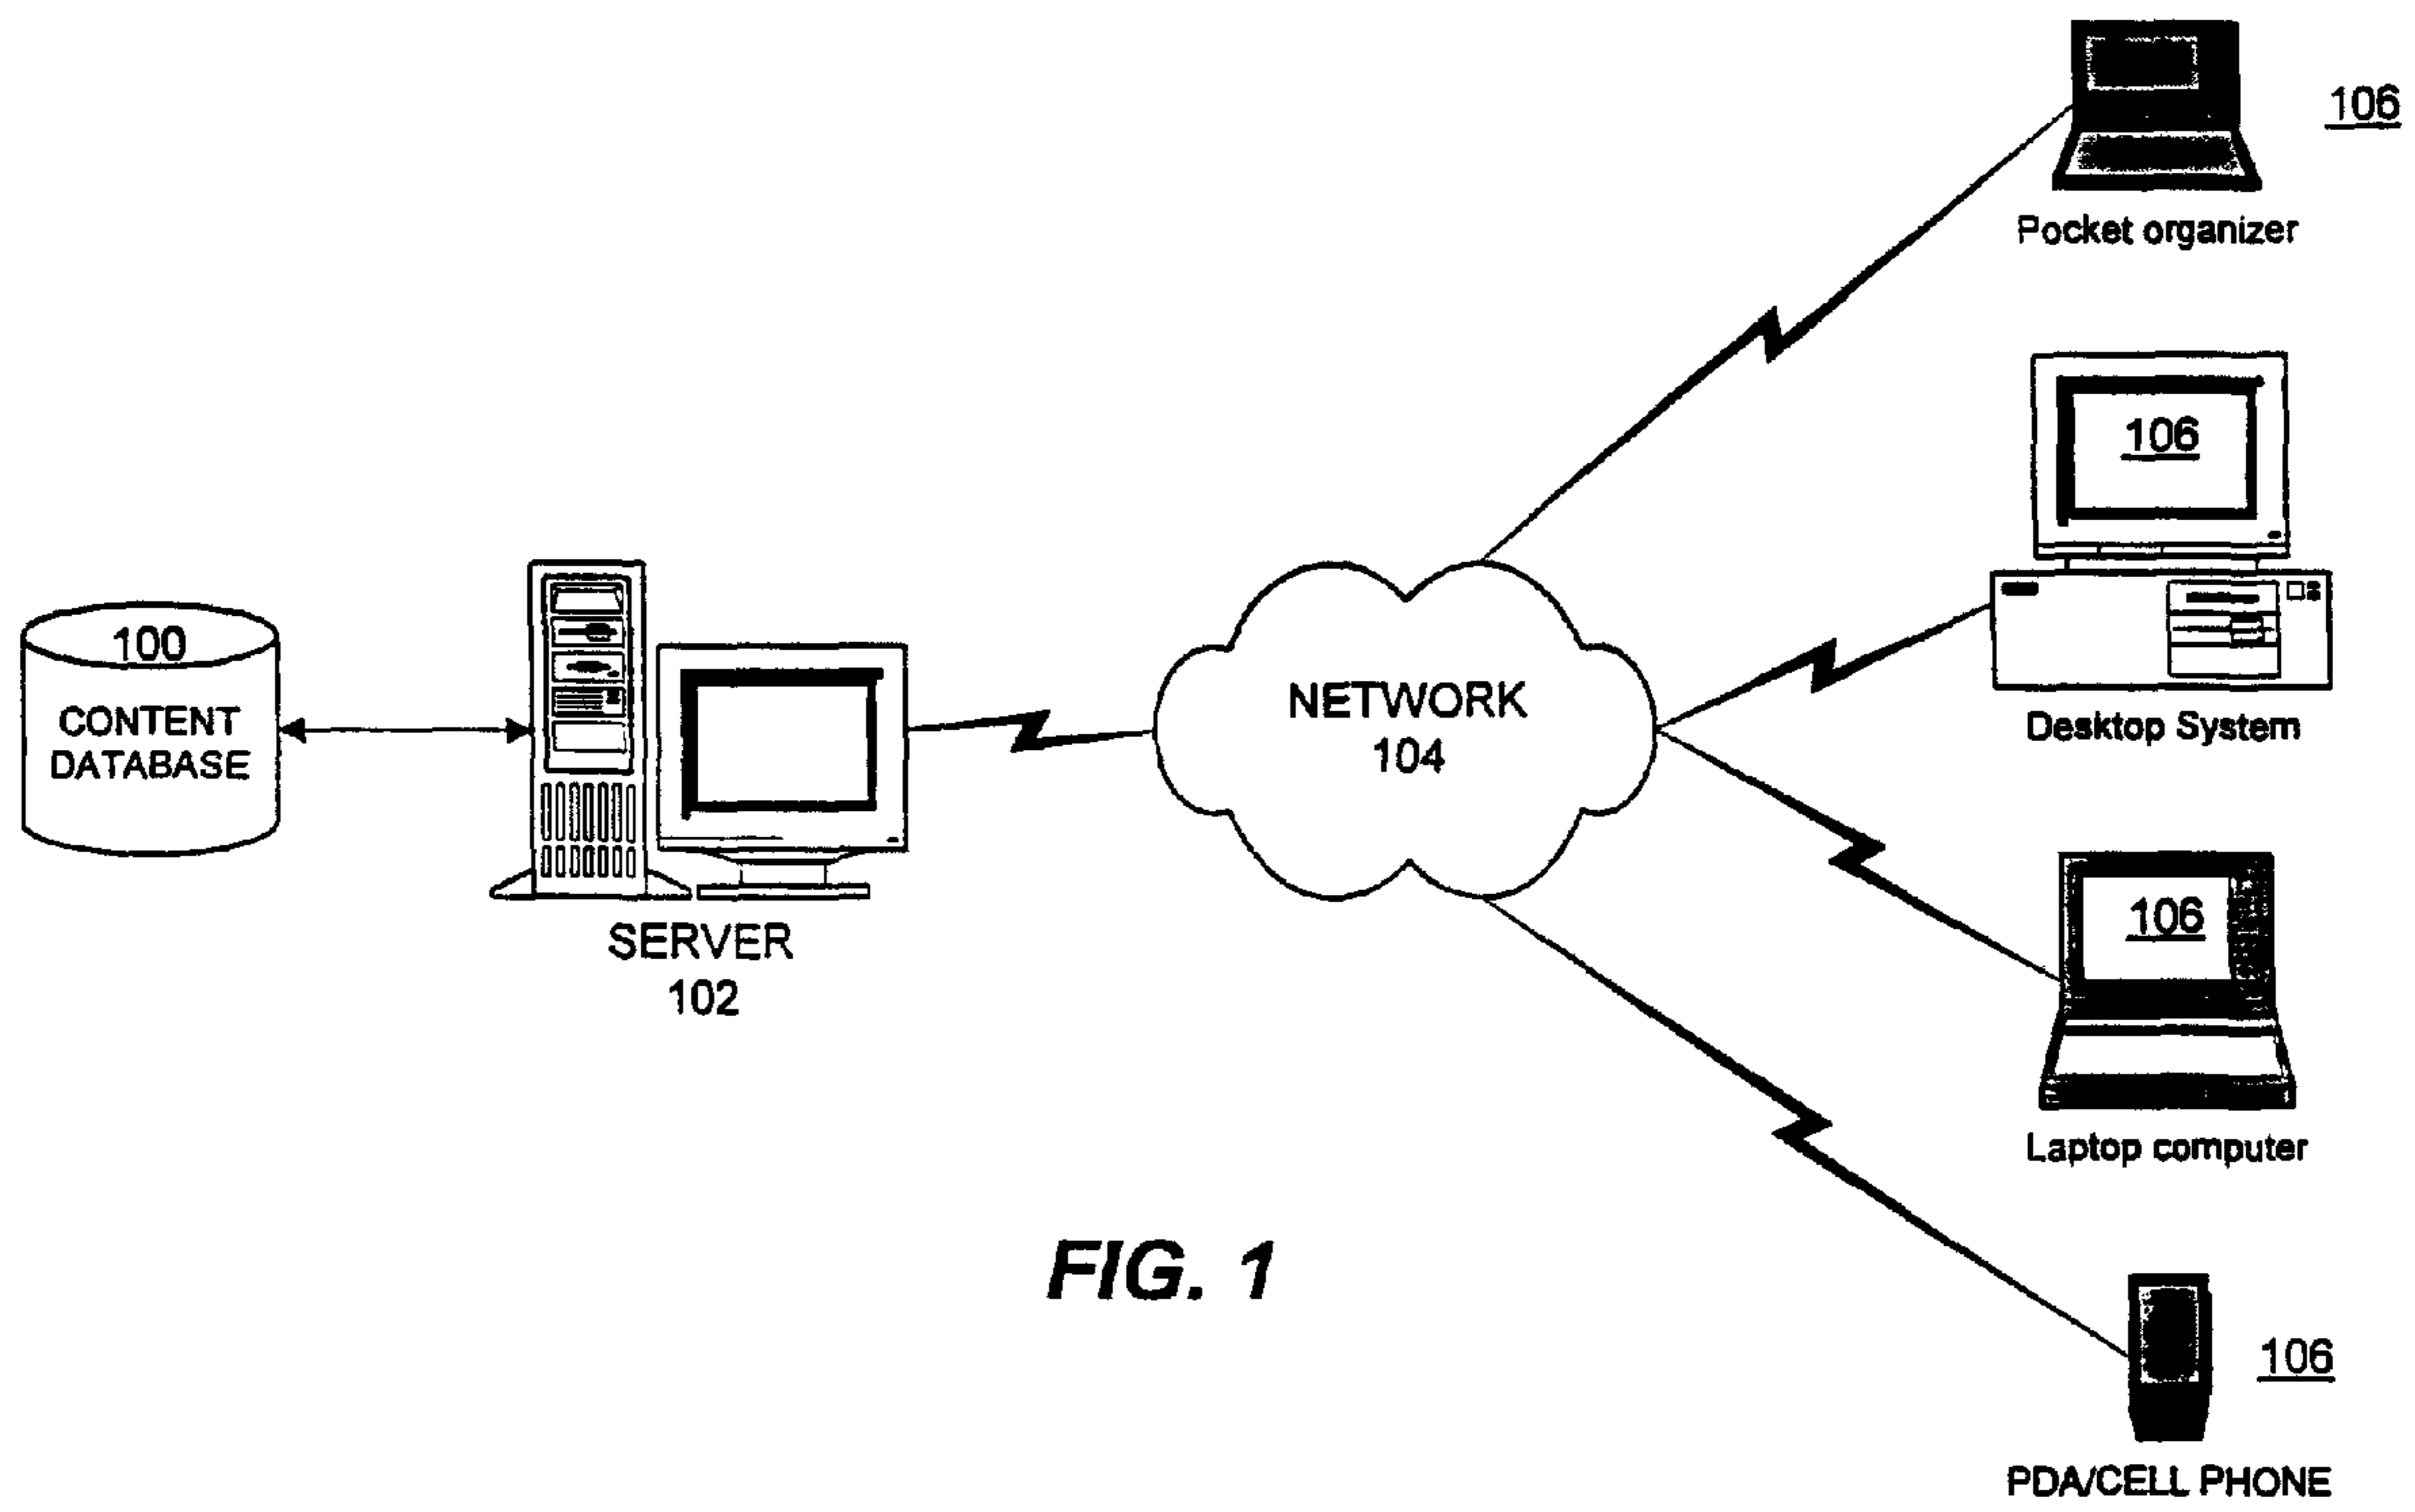 106
Pocket organizer
106
Desktop System
100
CONTENT
DATABASE
SERVER
102
NETWORK
104
106
Laptop computer
106
PDA/CELL PHONE
FIG. 1